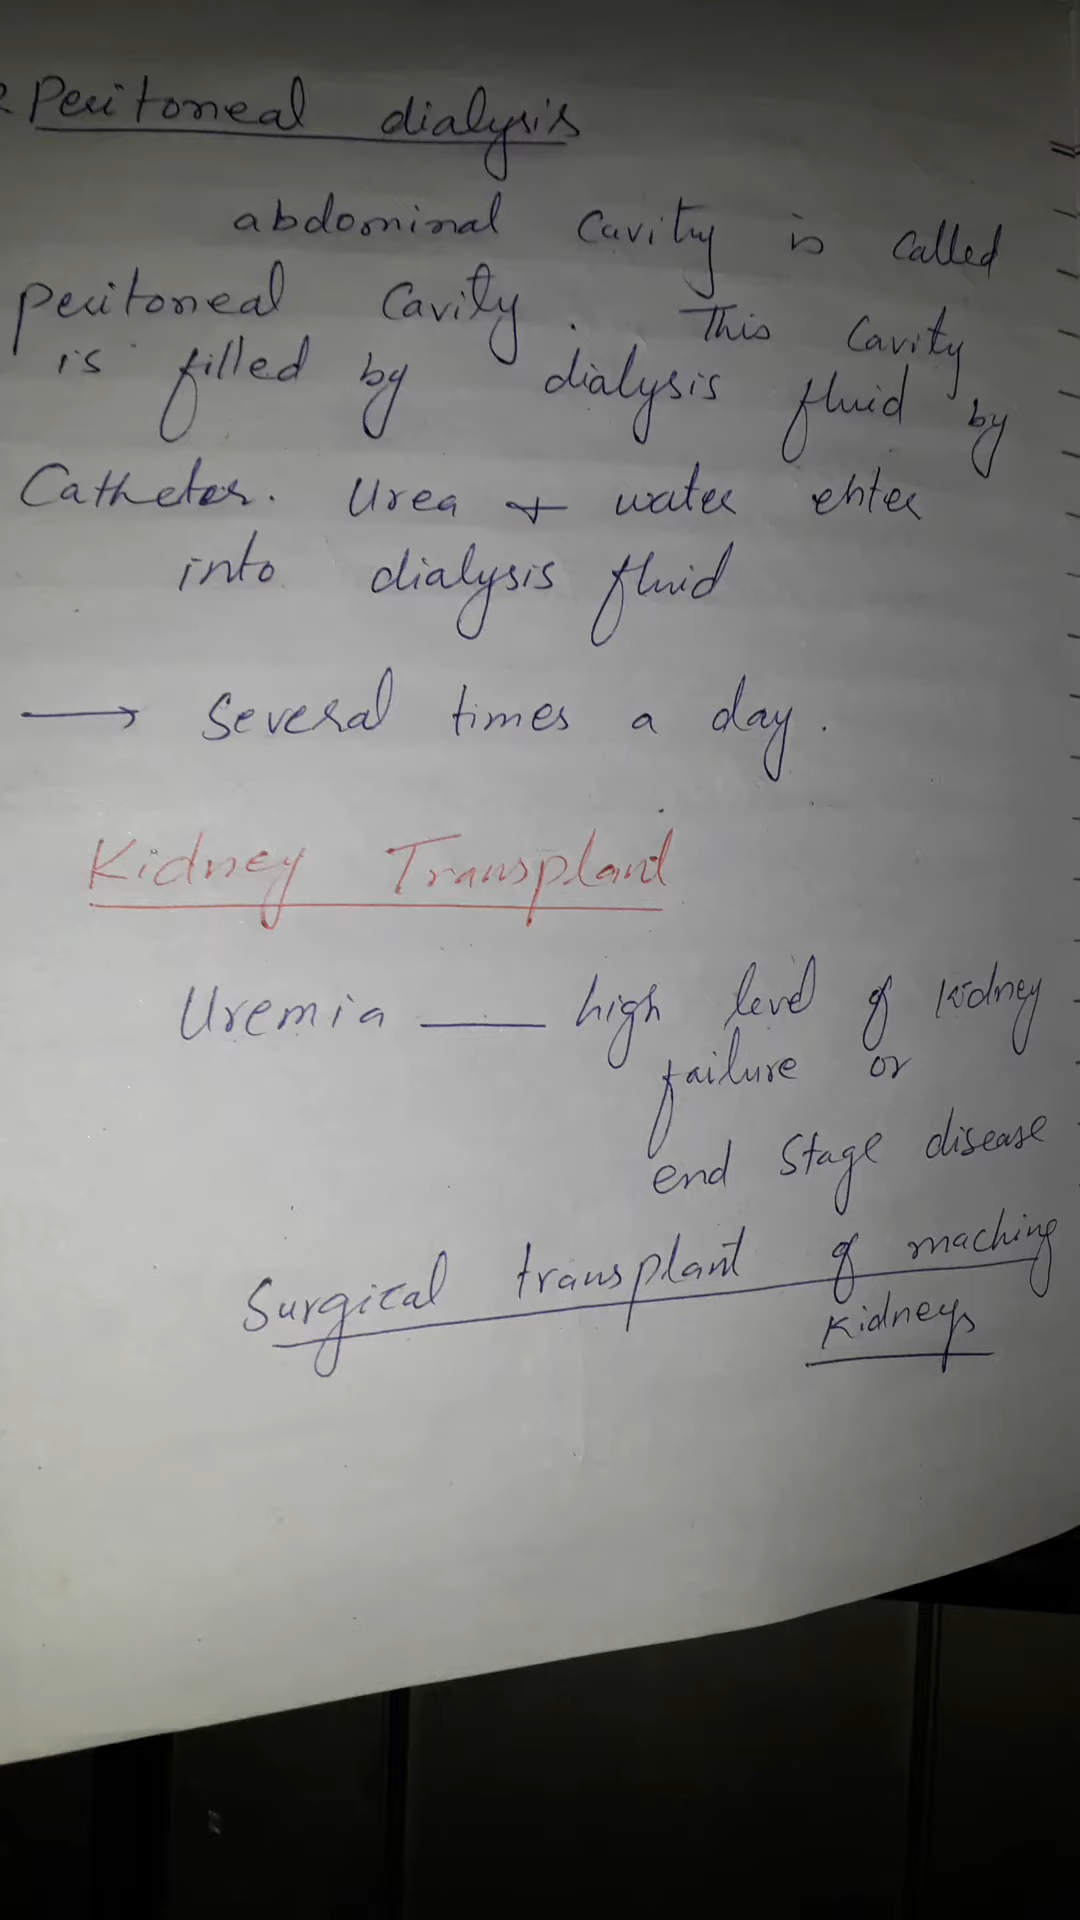 2 Peritoneal dialysis
abdominal cavity is called
peritoneal cavity. This cavity
is filled by dialysis fluid by
Catheter. Urea + water enter
into dialysis fluid
→ Several times a day.
Kidney Transplant
Uremia — high level of kidney
failure or
end stage disease
Surgical transplant of maching
kidneys